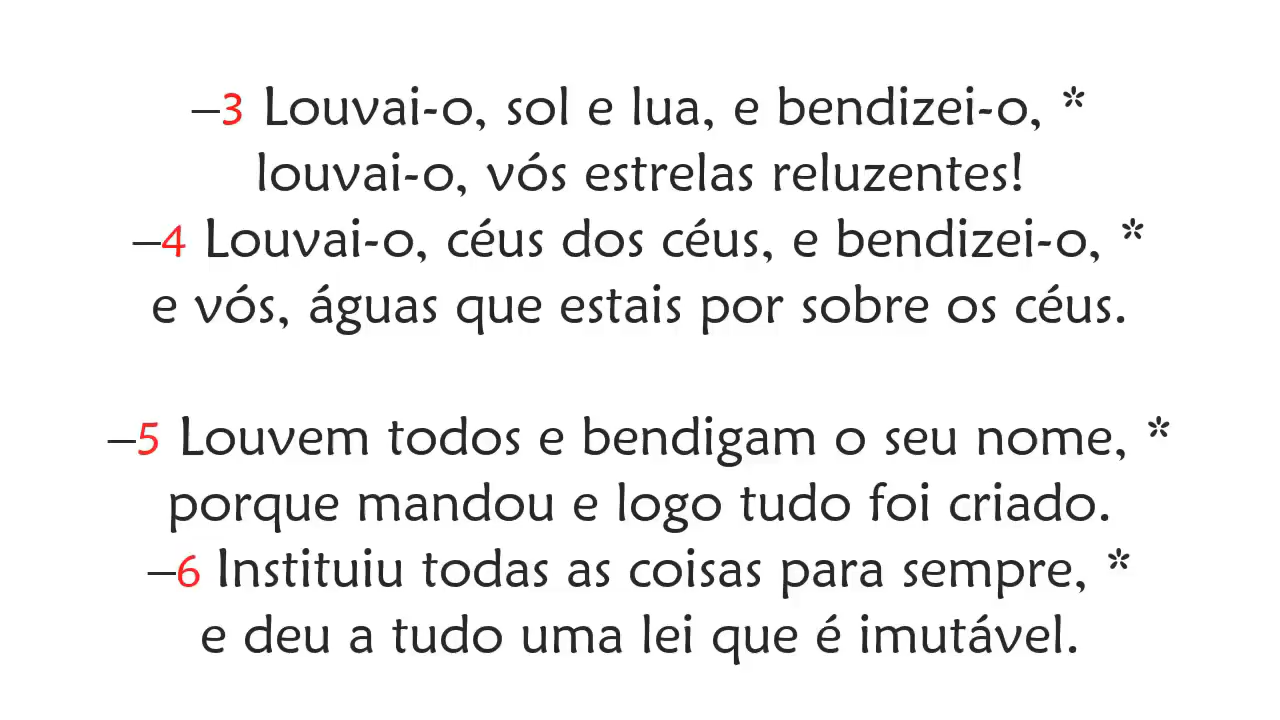 –3 Louvai-o, sol e lua, e bendizei-o, *
louvai-o, vós estrelas reluzentes!
–4 Louvai-o, céus dos céus, e bendizei-o, *
e vós, águas que estais por sobre os céus.
–5 Louvem todos e bendigam o seu nome, *
porque mandou e logo tudo foi criado.
–6 Instituiu todas as coisas para sempre, *
e deu a tudo uma lei que é imutável.